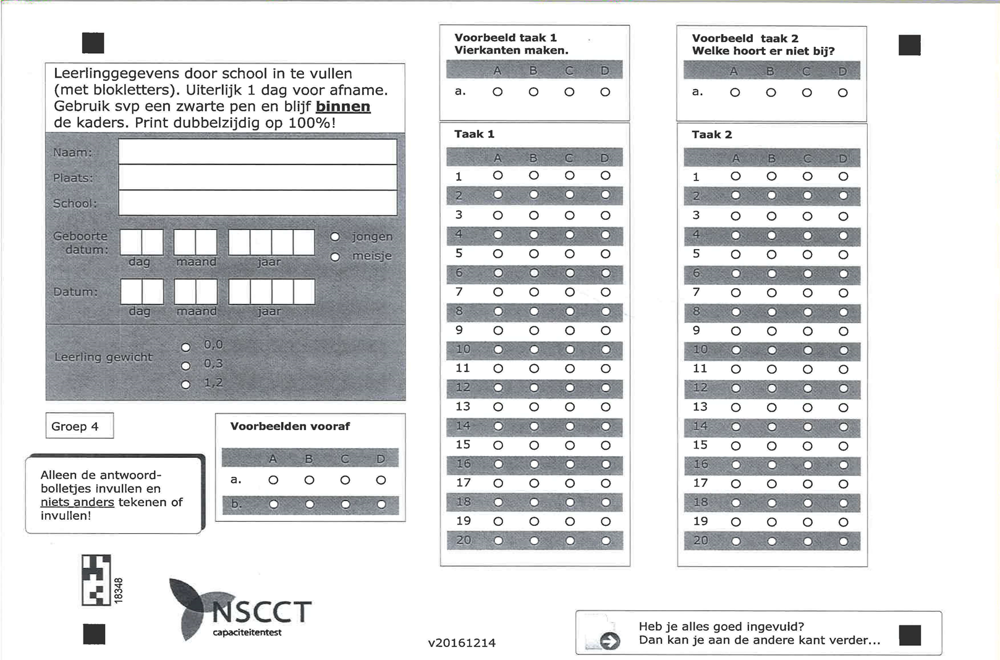 Leerlinggegevens door school in te vullen
(met blokletters). Uiterlijk 1 dag voor afname.
Gebruik svp een zwarte pen en blijf binnen
de kaders. Print dubbelzijdig op 100%!
Naam:
Plaats:
School:
Geboorte
datum:
dag maand jaar
jongen
meisje
Datum:
dag maand jaar
Leerling gewicht
0,0
0,3
1,2
Groep 4
Alleen de antwoord-
bolletjes invullen en
niets anders tekenen of
invullen!
Voorbeelden vooraf
A B C D
a.
b.
18348
NSCCT
capaciteitentest
v20161214
Voorbeeld taak 1
Vierkanten maken.
A B C D
a.
Taak 1
A B C D
1
2
3
4
5
6
7
8
9
10
11
12
13
14
15
16
17
18
19
20
Voorbeeld taak 2
Welke hoort er niet bij?
A B C D
a.
Taak 2
A B C D
1
2
3
4
5
6
7
8
9
10
11
12
13
14
15
16
17
18
19
20
Heb je alles goed ingevuld?
Dan kan je aan de andere kant verder...